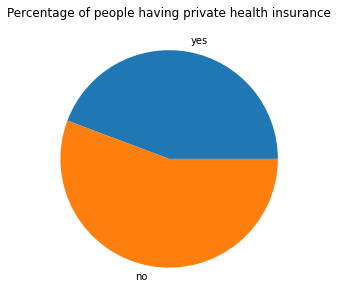 Percentage of people having private health insurance
yes
no